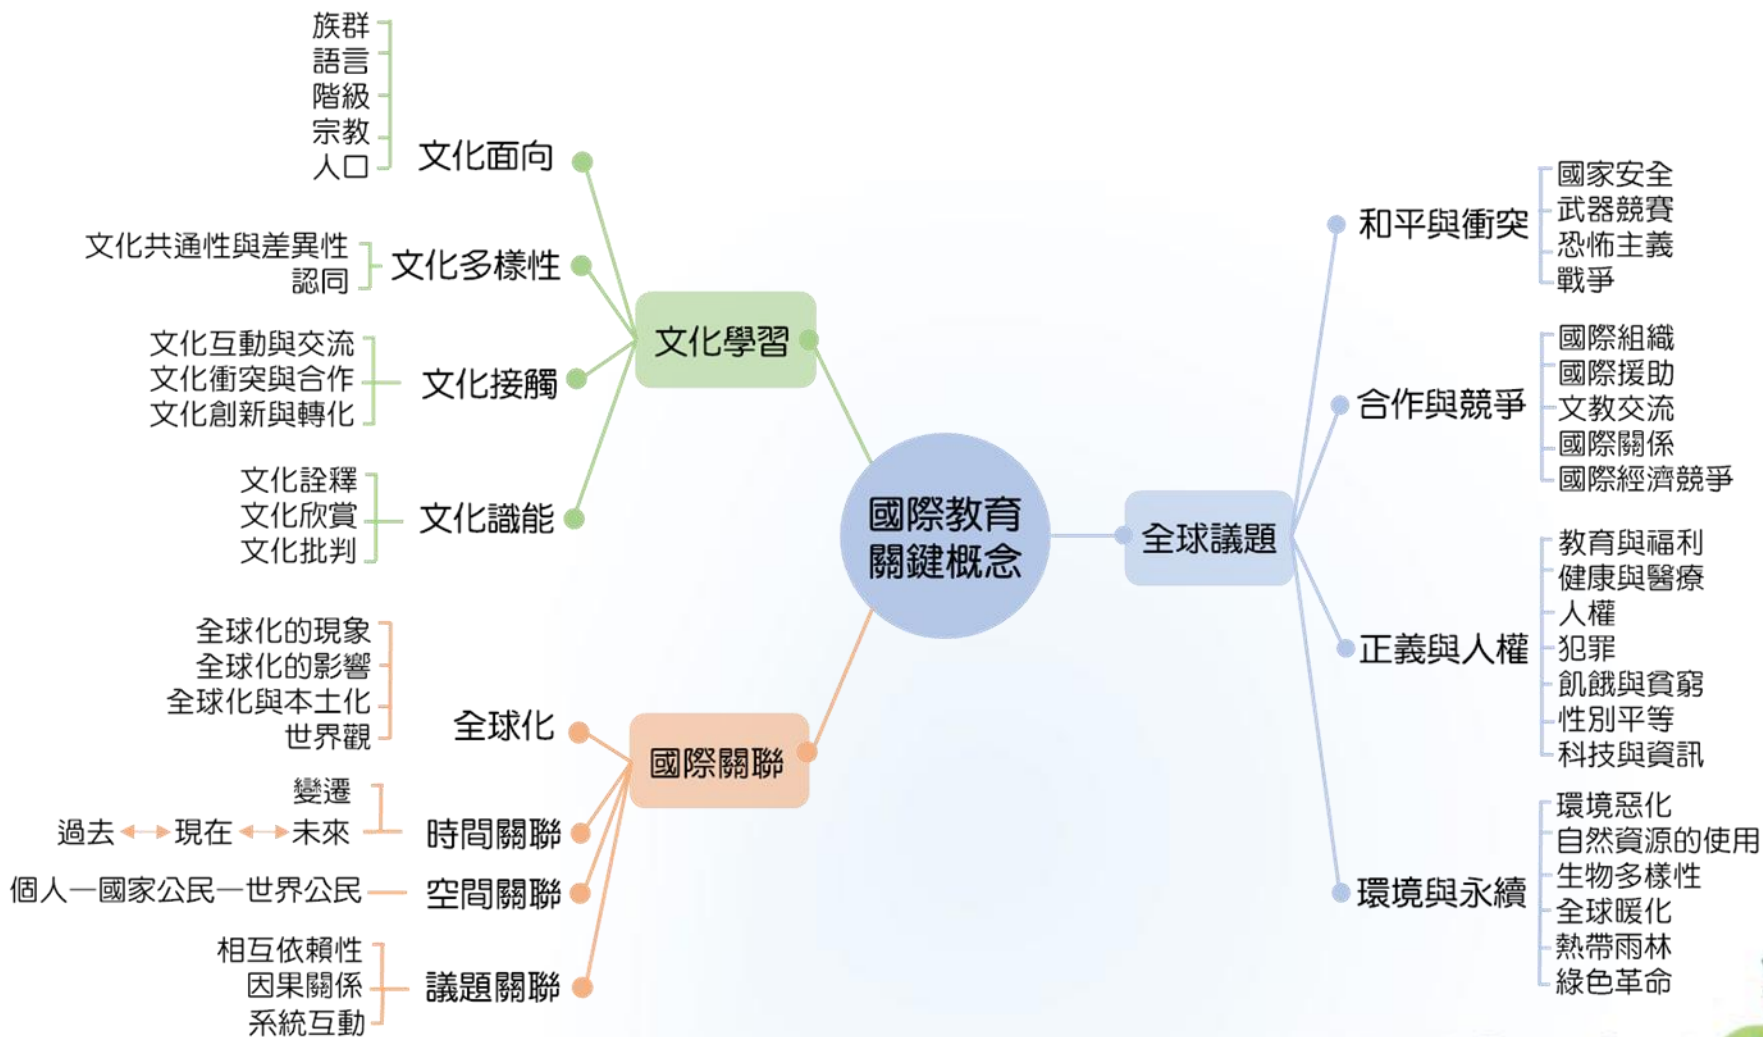 國際教育
關鍵概念
文化學習
文化面向
族群
語言
階級
宗教
人口
文化多樣性
文化共通性與差異性
認同
文化接觸
文化互動與交流
文化衝突與合作
文化創新與轉化
文化識能
文化詮釋
文化欣賞
文化批判
國際關聯
全球化
全球化的現象
全球化的影響
全球化與本土化
世界觀
時間關聯
變遷
過去 現在 未來
空間關聯
個人—國家公民—世界公民
議題關聯
相互依賴性
因果關係
系統互動
全球議題
和平與衝突
國家安全
武器競賽
恐怖主義
戰爭
合作與競爭
國際組織
國際援助
文教交流
國際關係
國際經濟競爭
正義與人權
教育與福利
健康與醫療
人權
犯罪
飢餓與貧窮
性別平等
科技與資訊
環境與永續
環境惡化
自然資源的使用
生物多樣性
全球暖化
熱帶雨林
綠色革命